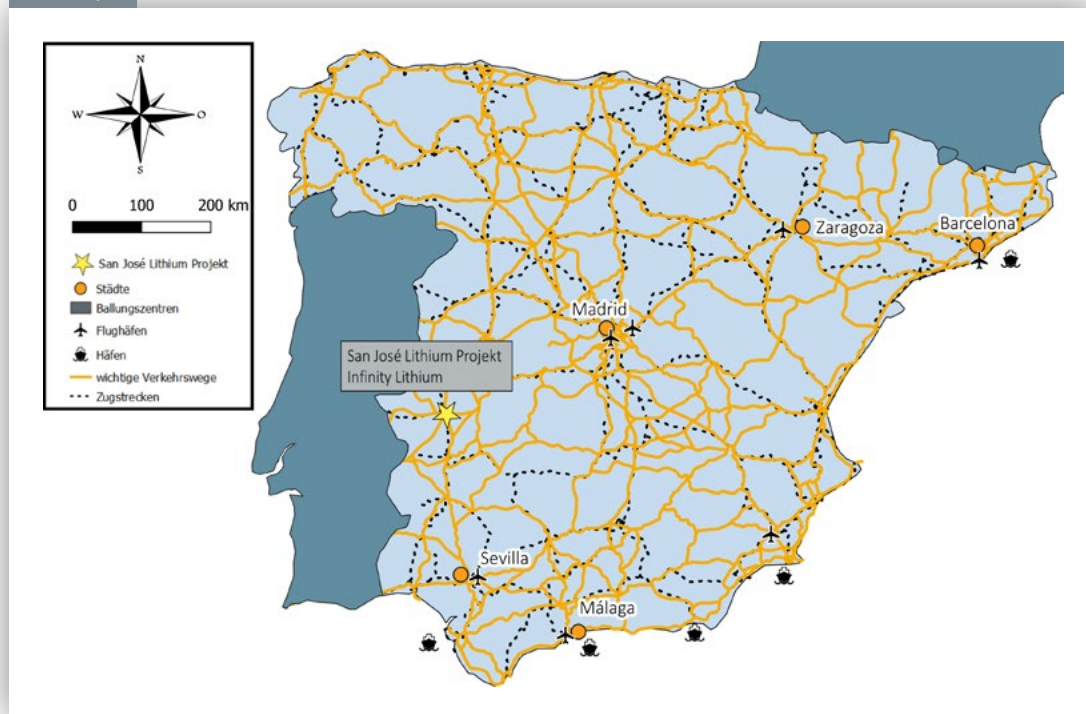 N
W
O
S
0 100 200 km
San José Lithium Projekt
Städte
Ballungszentren
Flughäfen
Häfen
wichtige Verkehrswege
Zugstrecken
Zaragoza
Barcelona
Madrid
San José Lithium Projekt
Infinity Lithium
Sevilla
Málaga